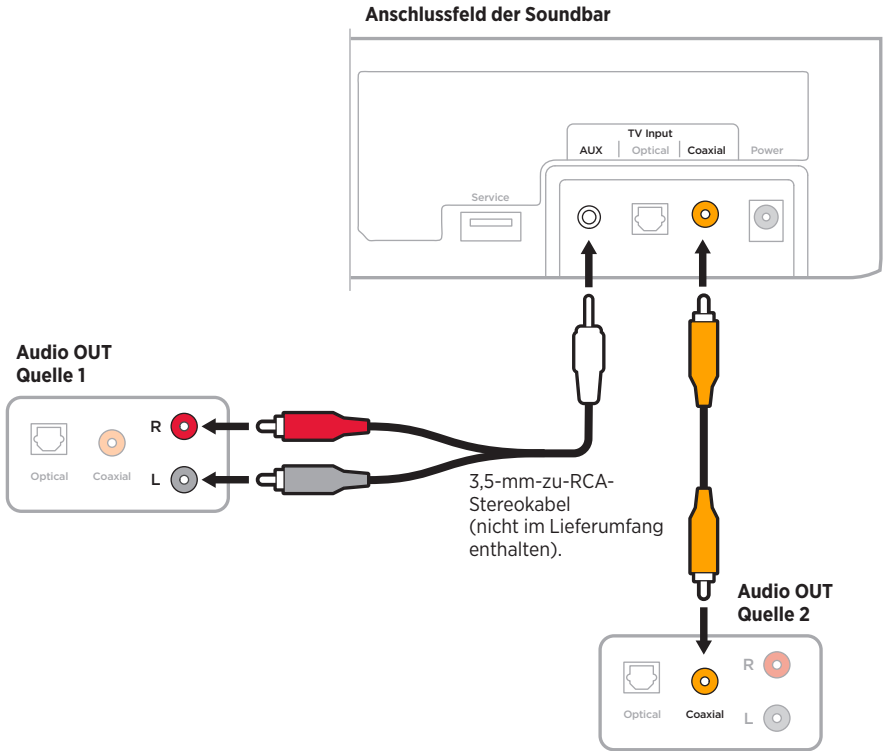 Anschlussfeld der Soundbar
TV Input
AUX
Optical
Coaxial
Power
Service
Audio OUT
Quelle 1
R
L
Optical
Coaxial
3,5-mm-zu-RCA-
Stereokabel
(nicht im Lieferumfang
enthalten).
Audio OUT
Quelle 2
R
L
Optical
Coaxial